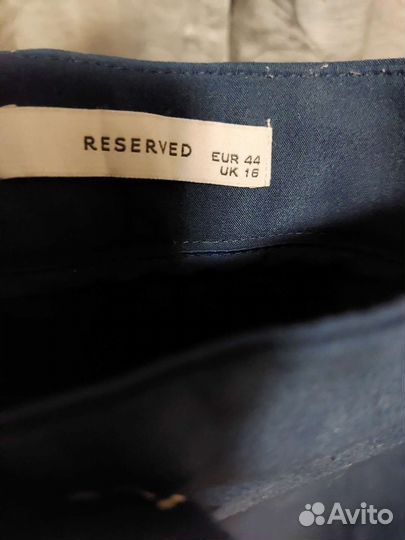 RESERVED
EUR 44
UK 16
Avito